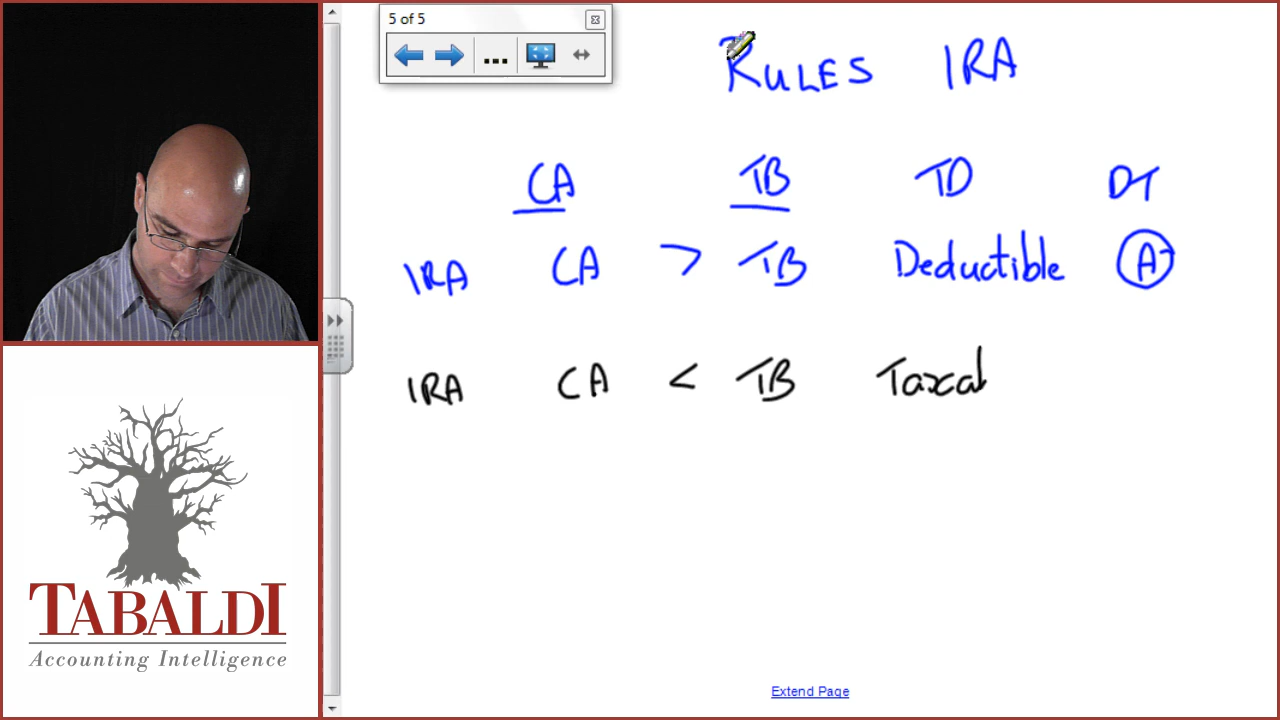 5 of 5
RULES IRA
CA TB TD DT
IRA CA > TB Deductible A
IRA CA < TB Taxab
TABALDI
Accounting Intelligence
Extend Page